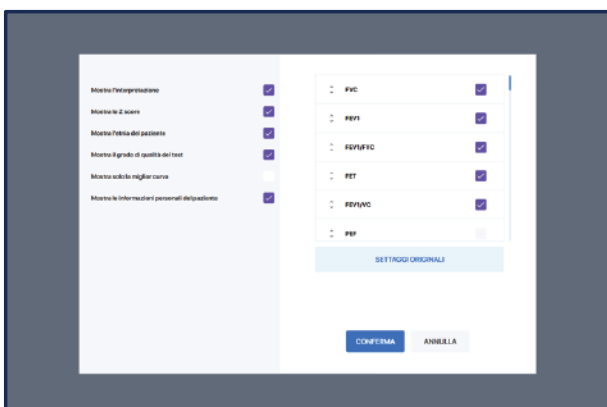 Mostra l'interpretazione
Mostra le Z score
Mostra l'etnia del paziente
Mostra il grado di qualità del test
Mostra solo la miglior curva
Mostra le informazioni personali del paziente
FVC
FEV1
FEV1/FVC
FET
FEV1/VC
PEF
SETTAGGI ORIGINALI
CONFERMA ANNULLA